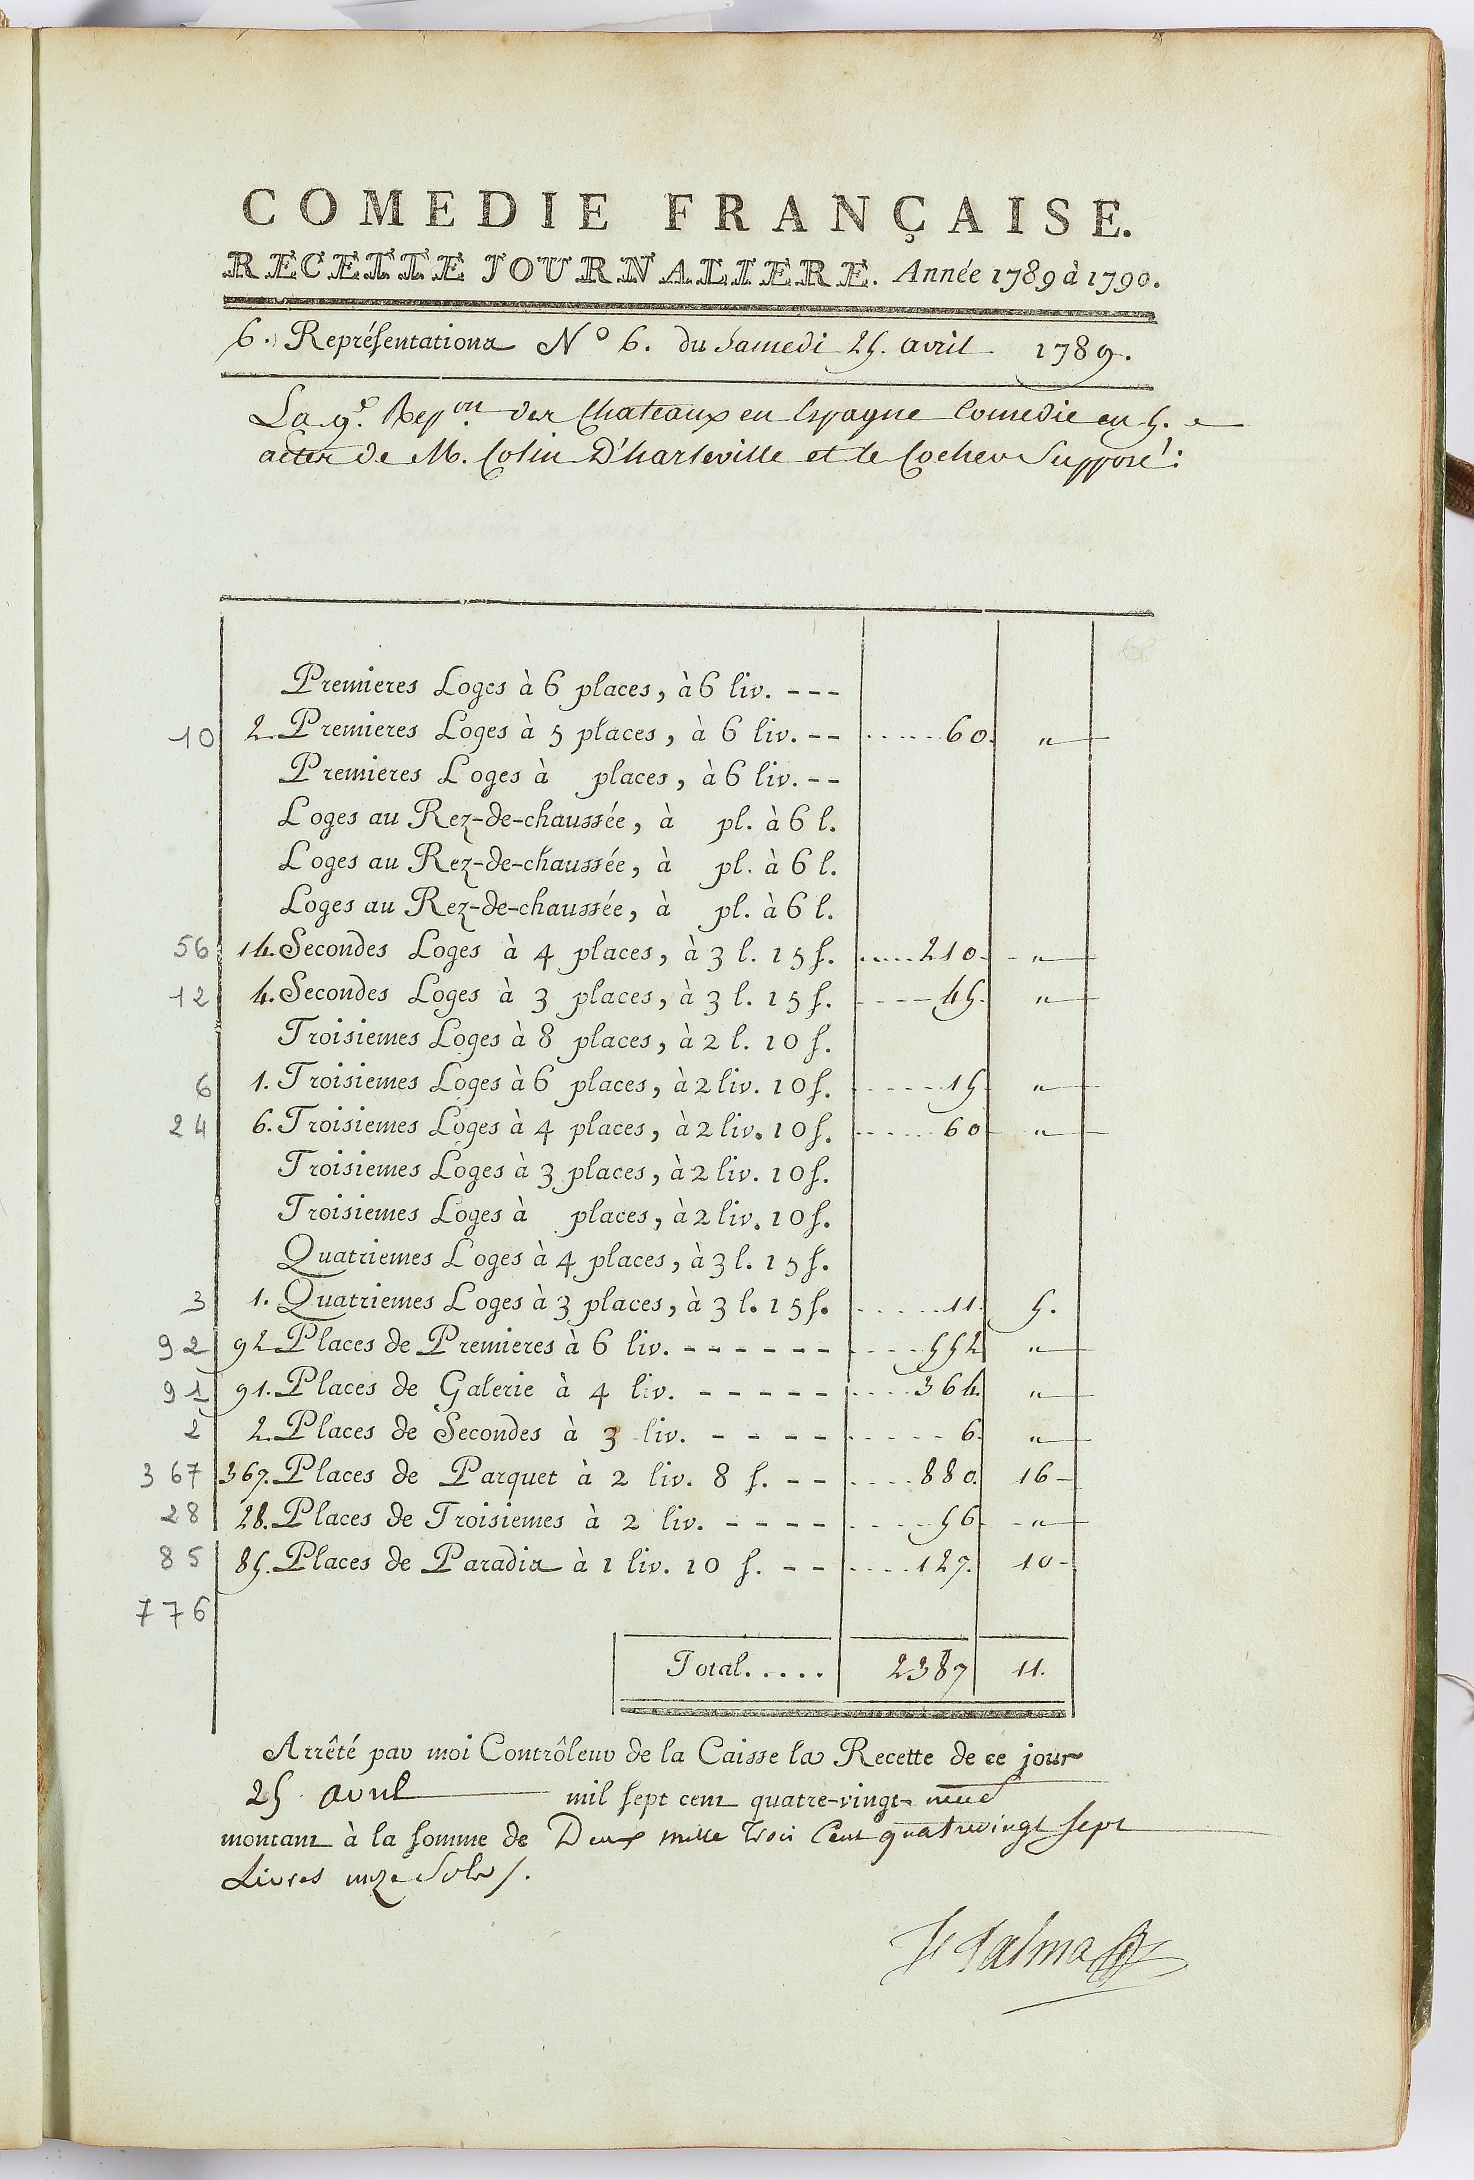 COMEDIE FRANÇAISE.
RECETTE JOURNALIERE. Année 1789 à 1790.
6. Repréſentations N° 6. du Samedi 25. avril 1789.
La 9e. Repon. des Chateaux en Espagne Comedie en 5.
actes de M. Colin D'harleville et le Cocher Supposé:
Premieres Loges à 6 places, à 6 liv. ---
10 2. Premieres Loges à 5 places, à 6 liv. -- ..... 60. "
Premieres Loges à places, à 6 liv. --
Loges au Rez-de-chaussée, à pl. à 6 l.
Loges au Rez-de-chaussée, à pl. à 6 l.
Loges au Rez-de-chaussée, à pl. à 6 l.
56 14. Secondes Loges à 4 places, à 3 l. 15 ſ. ..... 210. "
12 4. Secondes Loges à 3 places, à 3 l. 15 ſ. ---- 45. "
Troisiemes Loges à 8 places, à 2 l. 10 ſ.
6 1. Troisiemes Loges à 6 places, à 2 liv. 10 ſ. ----- 15 "
24 6. Troisiemes Loges à 4 places, à 2 liv. 10 ſ. ..... 60 "
Troisiemes Loges à 3 places, à 2 liv. 10 ſ.
Troisiemes Loges à places, à 2 liv. 10 ſ.
Quatriemes Loges à 4 places, à 3 l. 15 ſ.
3 1. Quatriemes Loges à 3 places, à 3 l. 15 ſ. ..... 11. 5.
92 92 Places de Premieres à 6 liv. ------ .... 552 "
91 91. Places de Galerie à 4 liv. ----- .... 364. "
2 2. Places de Secondes à 3 liv. ---- ..... 6. "
367 367. Places de Parquet à 2 liv. 8 ſ. -- .... 880. 16-
28 28. Places de Troisiemes à 2 liv. ---- .... 56 "
85 85. Places de Paradis à 1 liv. 10 ſ. -- .... 127. 10-
776
Total..... 2387 11.
Arrêté par moi Contrôleur de la Caisse la Recette de ce jour
25. avril mil ſept cent quatre-vingt-neuf
montant à la ſomme de Deux mille Trois Cent quatrevingt sept
Livres onze Sols.